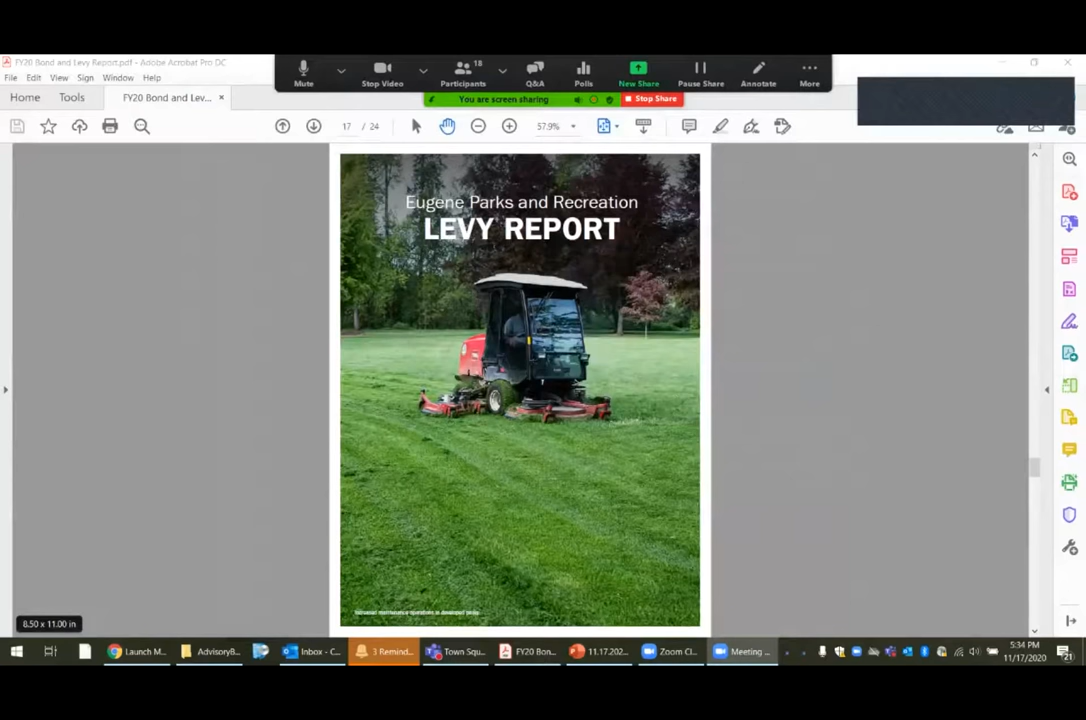 FY20 Bond and Levy Report.pdf - Adobe Acrobat Pro DC
File Edit View Sign Window Help
Home Tools FY20 Bond and Lev... ×
Mute Stop Video Participants 18 Q&A Polls New Share Pause Share Annotate More
You are screen sharing Stop Share
17 / 24 57.9%
Eugene Parks and Recreation
LEVY REPORT
8.50 x 11.00 in
Launch M... AdvisoryB... Inbox - C... 3 Remind... Town Squ... FY20 Bon... 11.17.202... Zoom Cl... Meeting ...
5:34 PM
11/17/2020
21